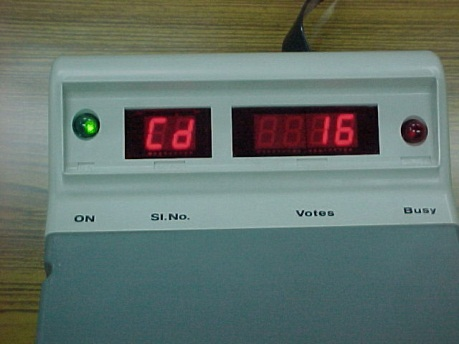 Cd 16
ON Sl.No. Votes Busy